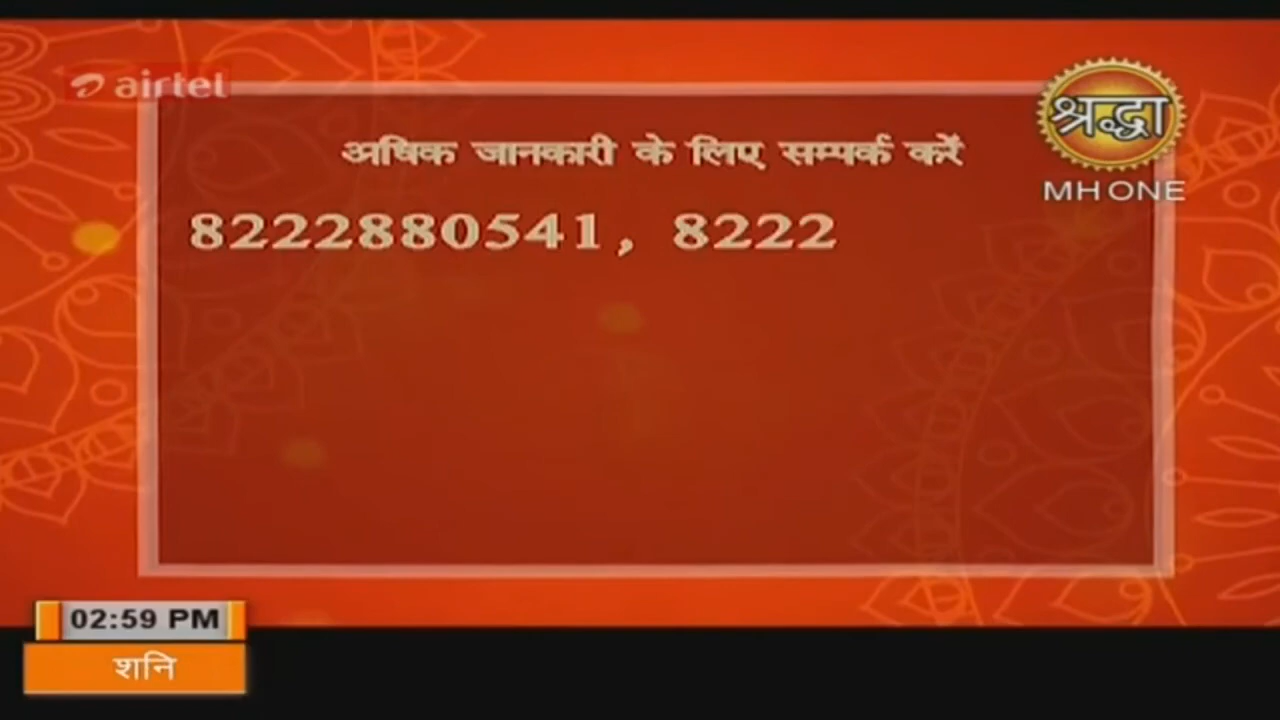 airtel
श्रद्धा
MH ONE
अधिक जानकारी के लिए सम्पर्क करें
8222880541, 8222
02:59 PM
शनि